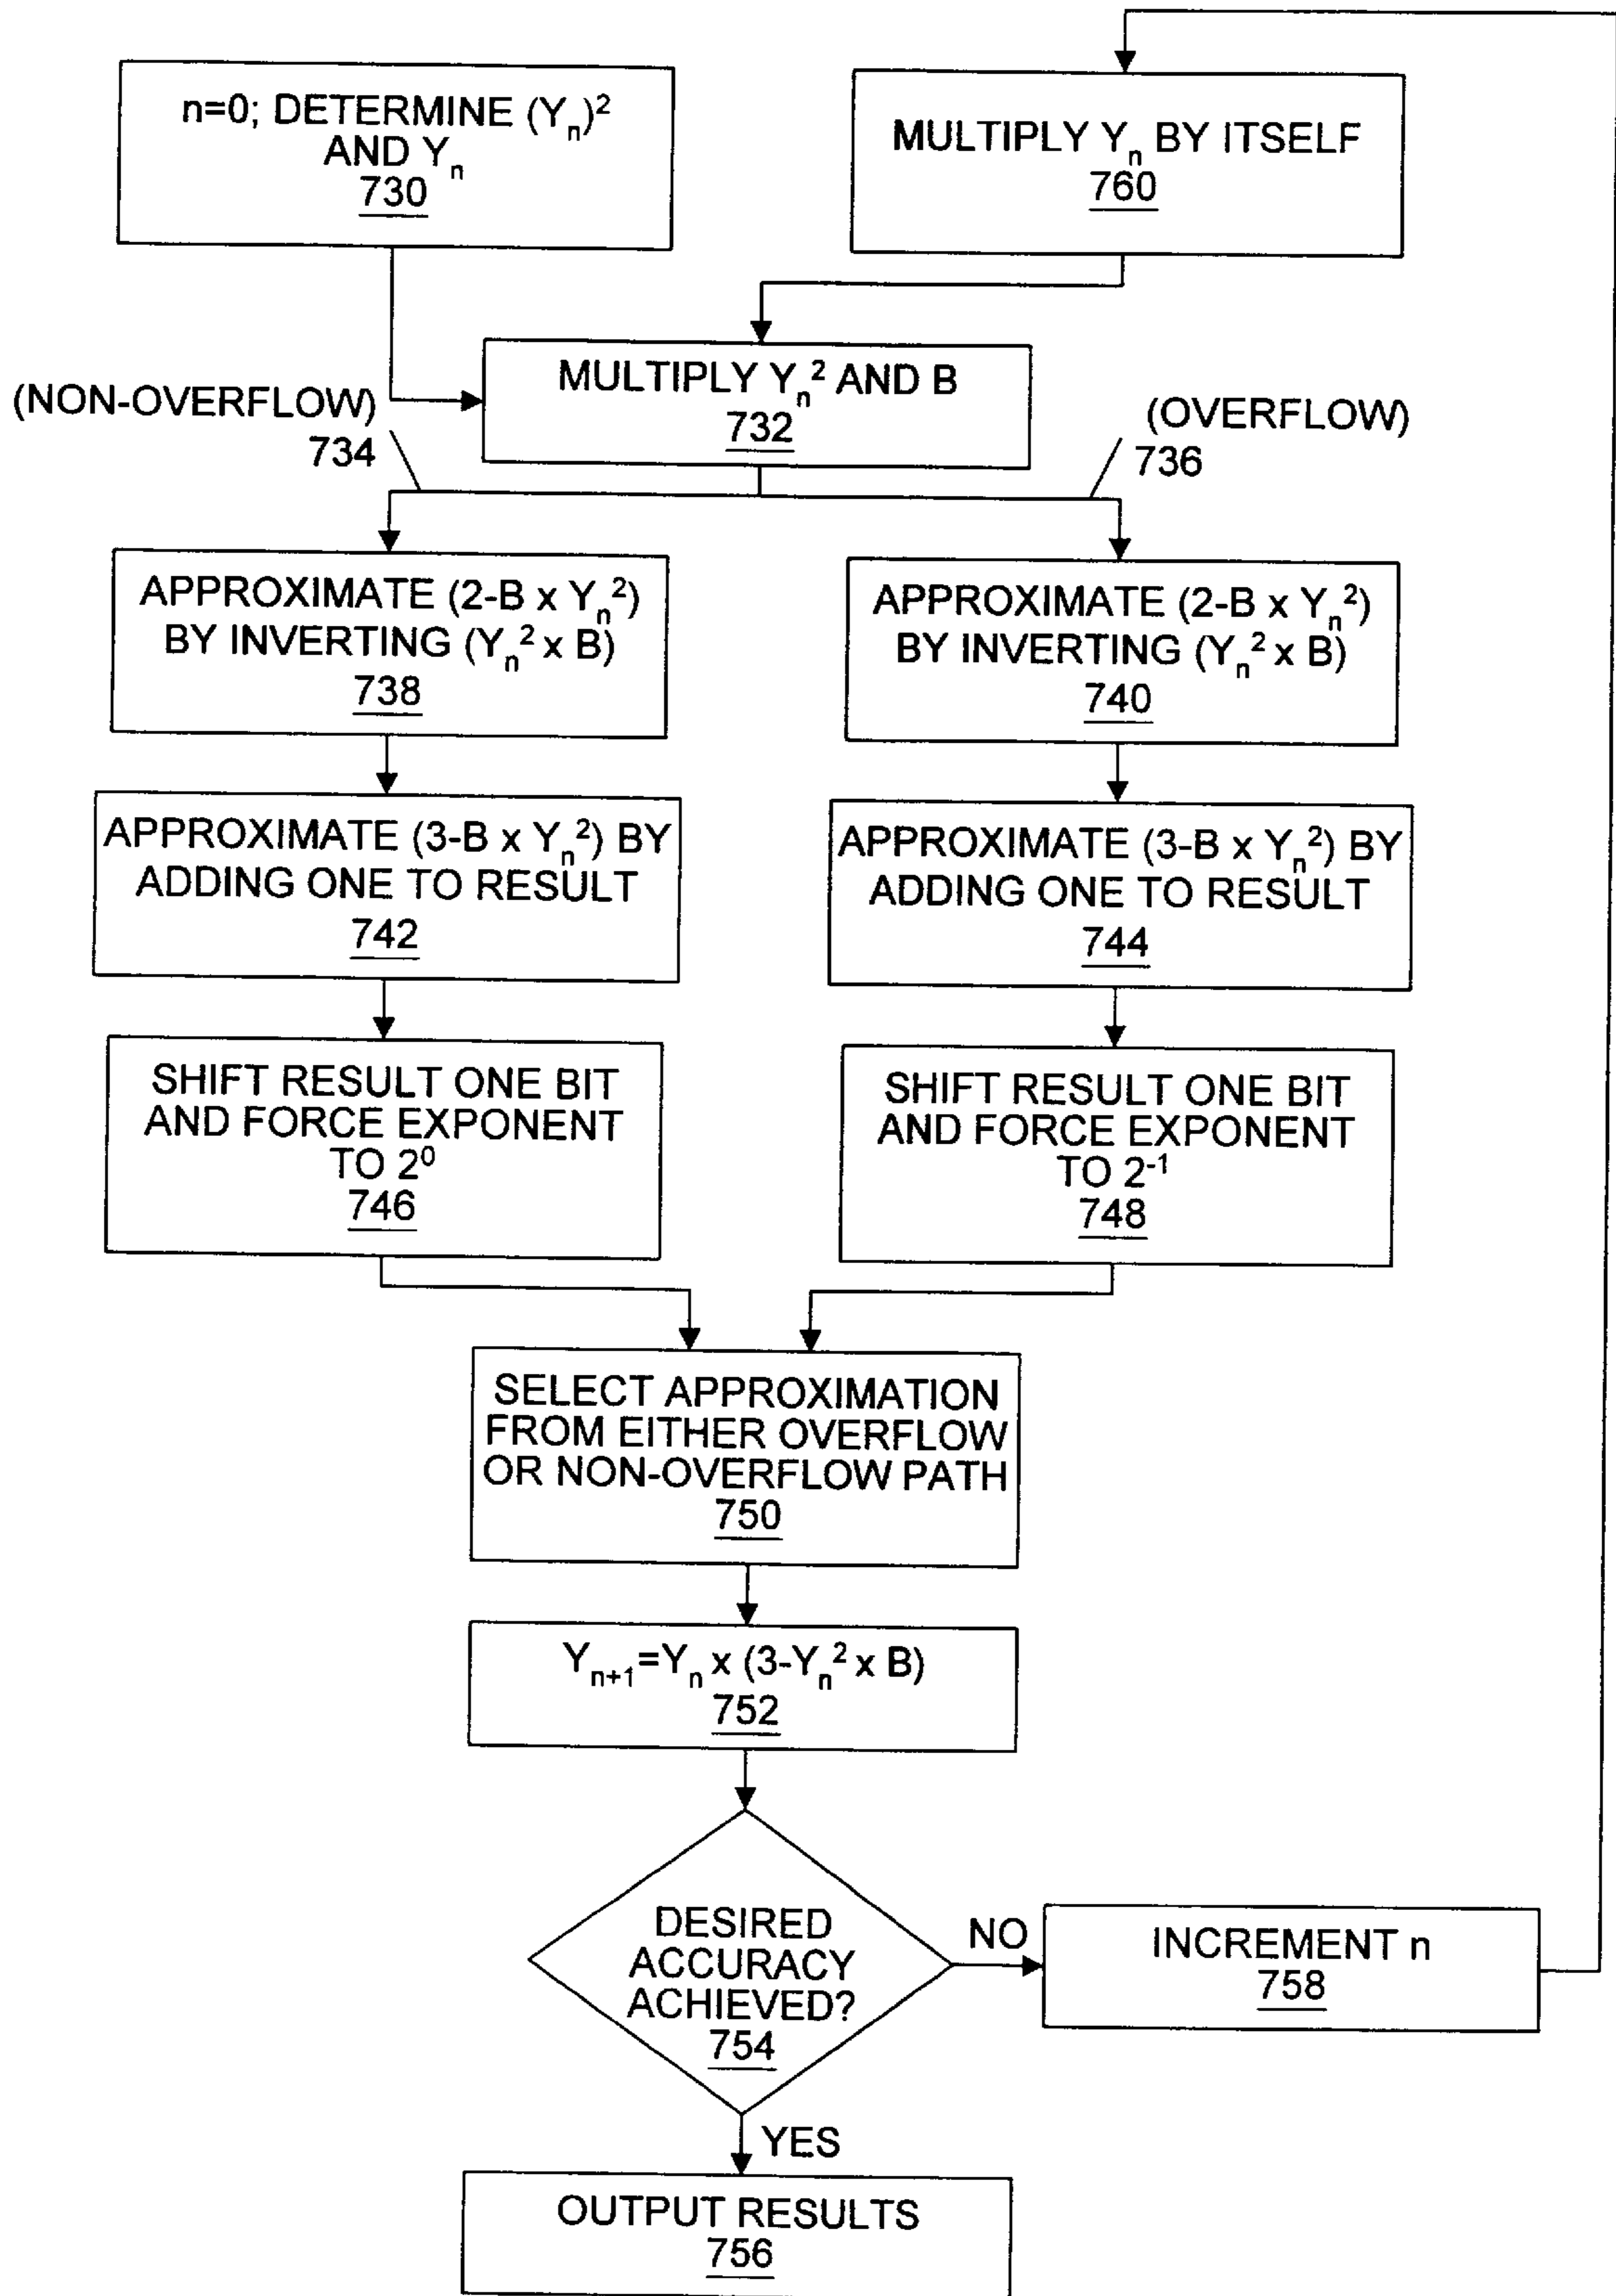 n=0; DETERMINE (Yₙ)²
AND Yₙ
730
MULTIPLY Yₙ BY ITSELF
760
MULTIPLY Yₙ² AND B
732
(NON-OVERFLOW)
734
(OVERFLOW)
736
APPROXIMATE (2-B x Yₙ²)
BY INVERTING (Yₙ² x B)
738
APPROXIMATE (2-B x Yₙ²)
BY INVERTING (Yₙ² x B)
740
APPROXIMATE (3-B x Yₙ²) BY
ADDING ONE TO RESULT
742
APPROXIMATE (3-B x Yₙ²) BY
ADDING ONE TO RESULT
744
SHIFT RESULT ONE BIT
AND FORCE EXPONENT
TO 2⁰
746
SHIFT RESULT ONE BIT
AND FORCE EXPONENT
TO 2⁻¹
748
SELECT APPROXIMATION
FROM EITHER OVERFLOW
OR NON-OVERFLOW PATH
750
Yₙ₊₁=Yₙ x (3-Yₙ² x B)
752
DESIRED
ACCURACY
ACHIEVED?
754
NO
INCREMENT n
758
YES
OUTPUT RESULTS
756